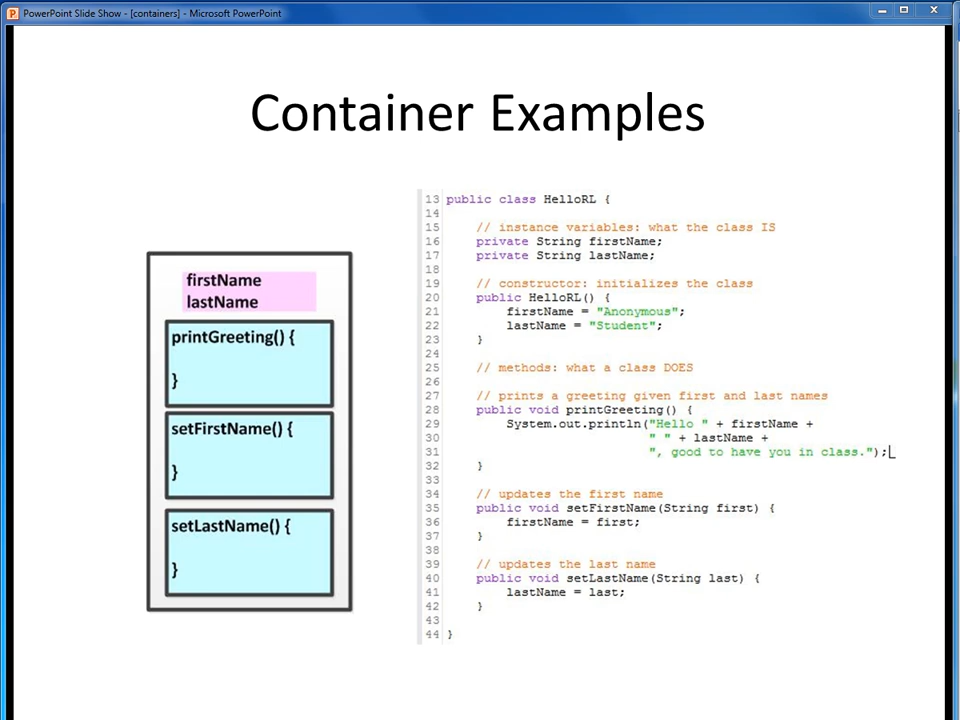 PowerPoint Slide Show - [containers] - Microsoft PowerPoint
Container Examples
firstName
lastName
printGreeting() {
}
setFirstName() {
}
setLastName() {
}
13 public class HelloRL {
14
15 // instance variables: what the class IS
16 private String firstName;
17 private String lastName;
18
19 // constructor: initializes the class
20 public HelloRL() {
21 firstName = "Anonymous";
22 lastName = "Student";
23 }
24
25 // methods: what a class DOES
26
27 // prints a greeting given first and last names
28 public void printGreeting() {
29 System.out.println("Hello " + firstName +
30 " " + lastName +
31 ", good to have you in class.");
32 }
33
34 // updates the first name
35 public void setFirstName(String first) {
36 firstName = first;
37 }
38
39 // updates the last name
40 public void setLastName(String last) {
41 lastName = last;
42 }
43
44 }